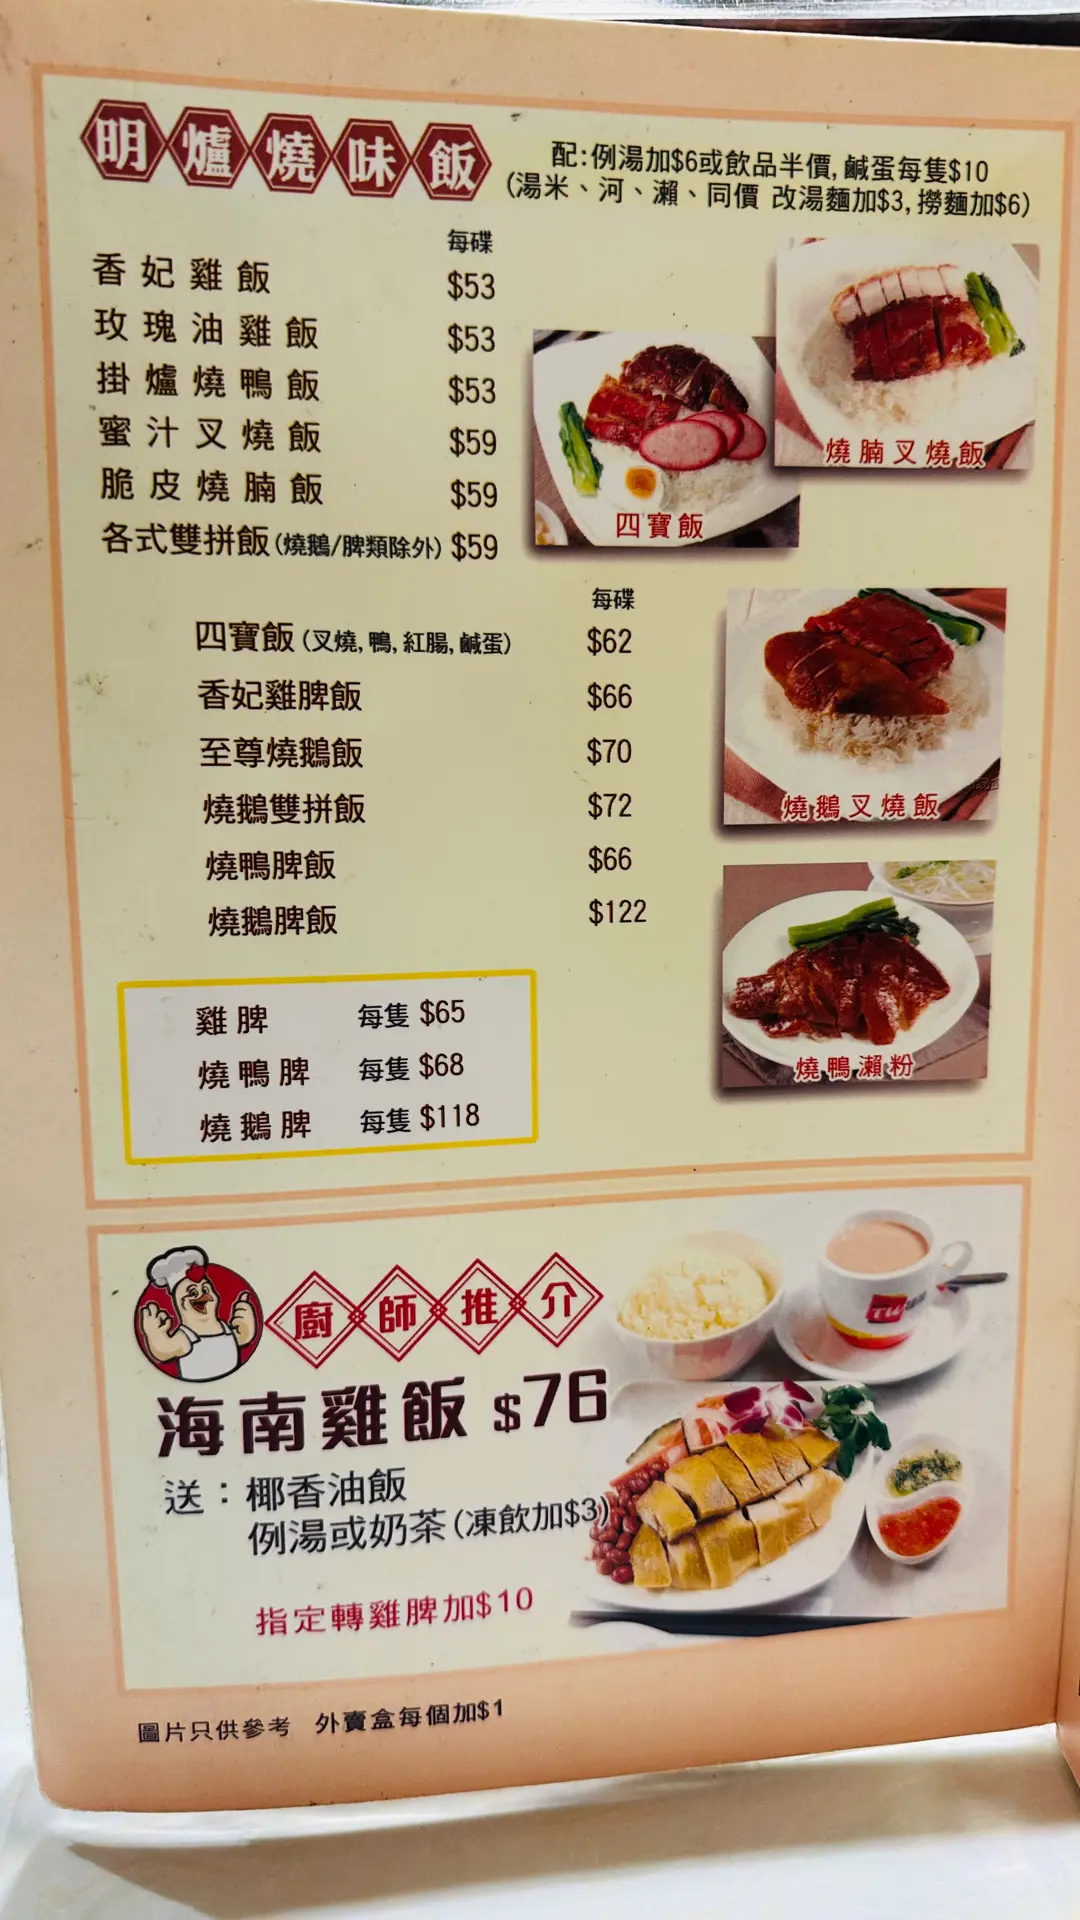 明爐燒味飯
配:例湯加$6或飲品半價,鹹蛋每隻$10
(湯米、河、瀨、同價 改湯麵加$3,撈麵加$6)
每碟
香妃雞飯 $53
玫瑰油雞飯 $53
掛爐燒鴨飯 $53
蜜汁叉燒飯 $59
脆皮燒腩飯 $59
各式雙拼飯(燒鵝/脾類除外) $59
燒腩叉燒飯
四寶飯
每碟
四寶飯(叉燒,鴨,紅腸,鹹蛋) $62
香妃雞脾飯 $66
至尊燒鵝飯 $70
燒鵝雙拼飯 $72
燒鴨脾飯 $66
燒鵝脾飯 $122
燒鵝叉燒飯
燒鴨瀨粉
雞脾 每隻 $65
燒鴨脾 每隻 $68
燒鵝脾 每隻 $118
廚師推介
海南雞飯 $76
送：椰香油飯
例湯或奶茶(凍飲加$3)
指定轉雞脾加$10
圖片只供參考 外賣盒每個加$1